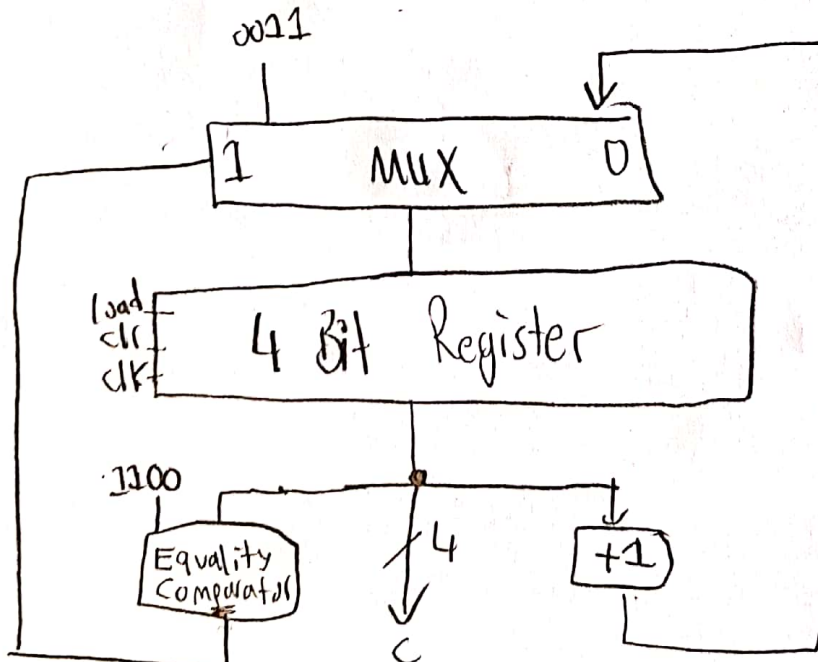 0011
1 MUX 0
load
clr
clk
4 Bit Register
1100
Equality
Comparator
=
4
+1
C